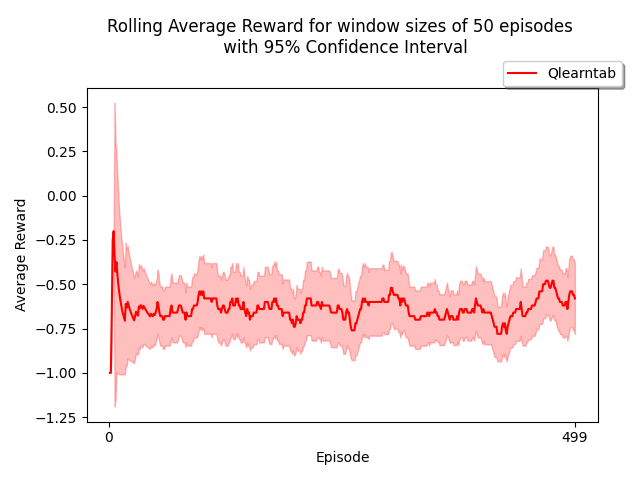 Rolling Average Reward for window sizes of 50 episodes
with 95% Confidence Interval
Qlearntab
0.50
0.25
0.00
−0.25
−0.50
−0.75
−1.00
−1.25
Average Reward
0
499
Episode